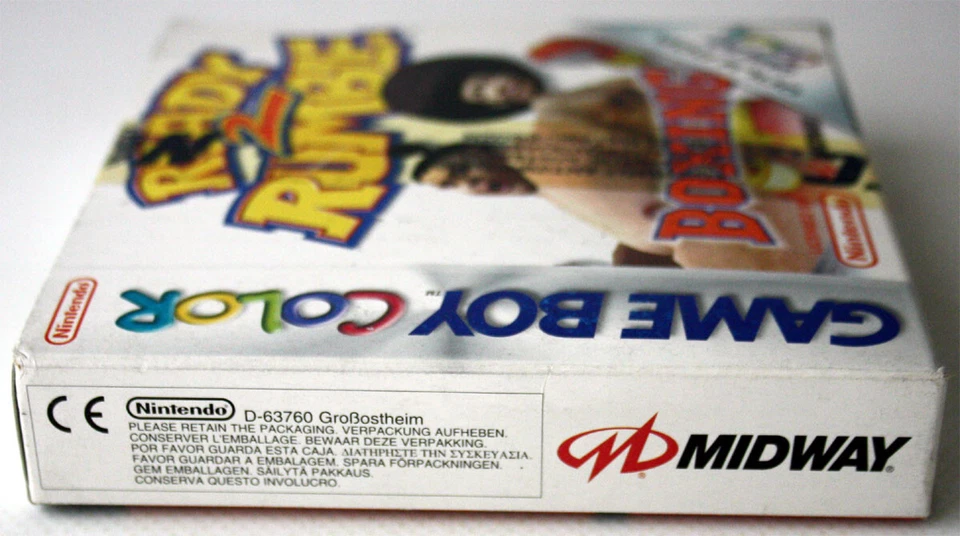 READY
2
RUMBLE
BOXING
Nintendo
Nintendo
GAME BOY COLOR™
CE
Nintendo® D-63760 Großostheim
PLEASE RETAIN THE PACKAGING. VERPACKUNG AUFHEBEN.
CONSERVER L'EMBALLAGE. BEWAAR DEZE VERPAKKING.
POR FAVOR GUARDA ESTA CAJA. ΔΙΑΤΗΡΗΣΤΕ ΤΗΝ ΣΥΣΚΕΥΑΣΙΑ.
FAVOR GUARDAR A EMBALAGEM. SPARA FÖRPACKNINGEN.
GEM EMBALLAGEN. SÄILYTÄ PAKKAUS.
CONSERVA QUESTO INVOLUCRO.
MIDWAY®